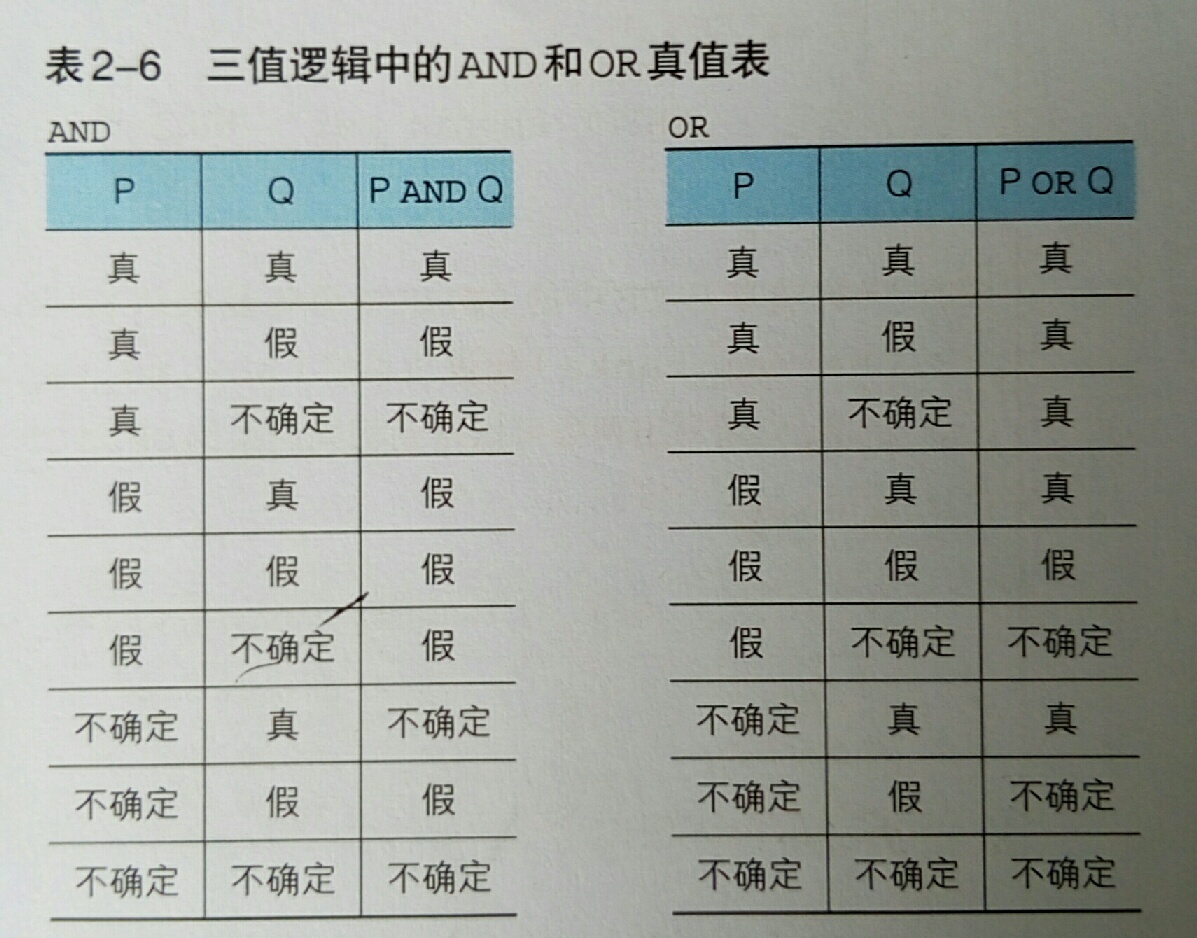 表2–6 三值逻辑中的AND和OR真值表
AND
P Q P AND Q
真 真 真
真 假 假
真 不确定 不确定
假 真 假
假 假 假
假 不确定 假
不确定 真 不确定
不确定 假 假
不确定 不确定 不确定
OR
P Q P OR Q
真 真 真
真 假 真
真 不确定 真
假 真 真
假 假 假
假 不确定 不确定
不确定 真 真
不确定 假 不确定
不确定 不确定 不确定